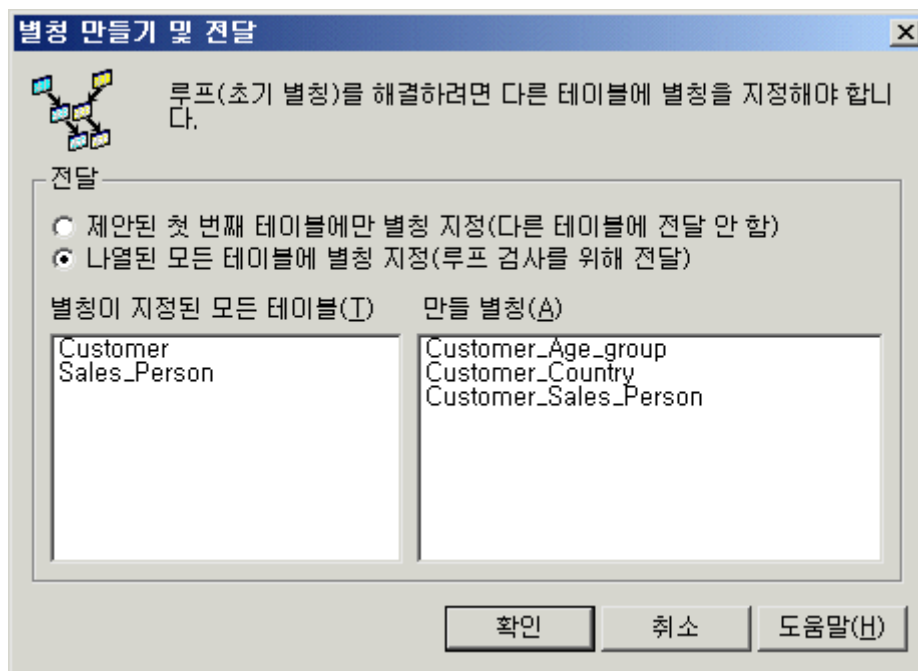 별칭 만들기 및 전달
루프(초기 별칭)를 해결하려면 다른 테이블에 별칭을 지정해야 합니
다.
전달
제안된 첫 번째 테이블에만 별칭 지정(다른 테이블에 전달 안 함)
나열된 모든 테이블에 별칭 지정(루프 검사를 위해 전달)
별칭이 지정된 모든 테이블(T)
만들 별칭(A)
Customer
Sales_Person
Customer_Age_group
Customer_Country
Customer_Sales_Person
확인
취소
도움말(H)